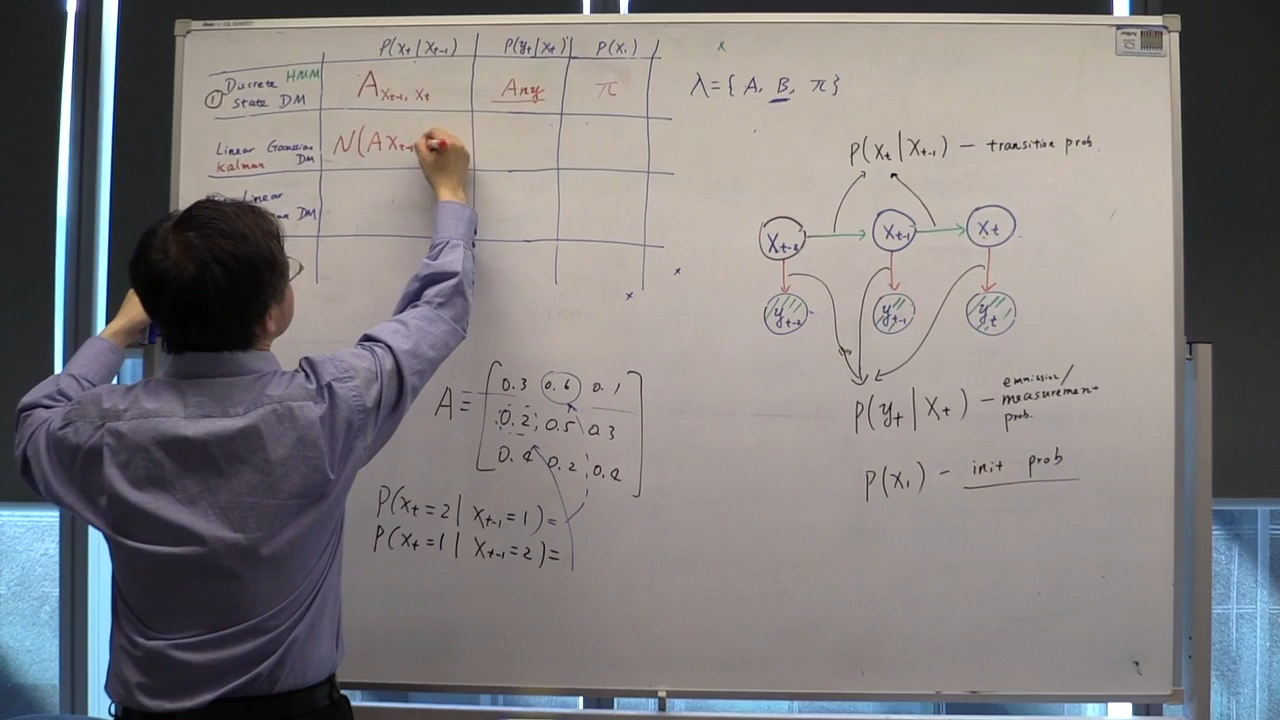 P(Xt | Xt-1) P(yt | Xt) P(X1)
① Discrete HMM
State DM
A Xt-1, Xt
Any
π
Linear Gaussian
Kalman DM
N(AXt-1
Linear
DM
λ = { A, B, π }
P(Xt | Xt-1) — transition prob.
Xt-2 Xt-1 Xt
yt-2 yt-1 yt
P(yt | Xt) — emission/
measurement
prob.
P(X1) — init prob
A = 0.3 0.6 0.1
0.2 0.5 0.3
0.4 0.2 0.4
P(Xt = 2 | Xt-1 = 1) =
P(Xt = 1 | Xt-1 = 2) =